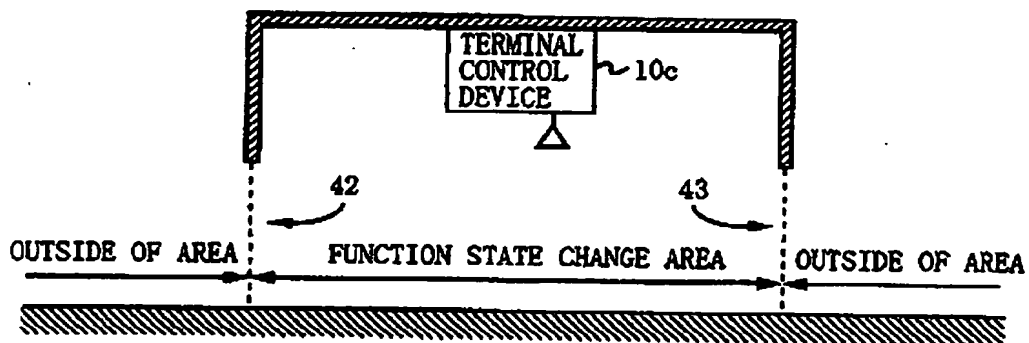 TERMINAL
CONTROL
DEVICE
10c
42
43
OUTSIDE OF AREA
FUNCTION STATE CHANGE AREA
OUTSIDE OF AREA